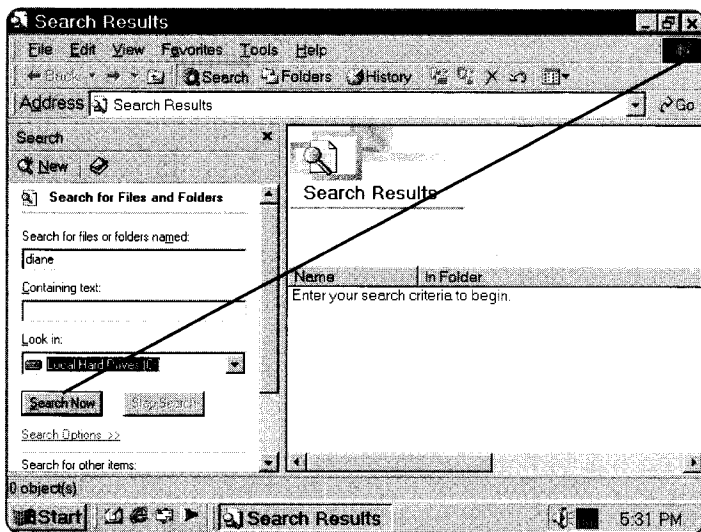 Search Results
File Edit View Favorites Tools Help
Back Search Folders History
Address Search Results Go
Search
New
Search for Files and Folders
Search for files or folders named:
diane
Containing text:
Look in:
Local Hard Drives (C:)
Search Now Stop Search
Search Options >>
Search for other items:
Search Results
Name In Folder
Enter your search criteria to begin.
0 object(s)
Start Search Results 5:31 PM